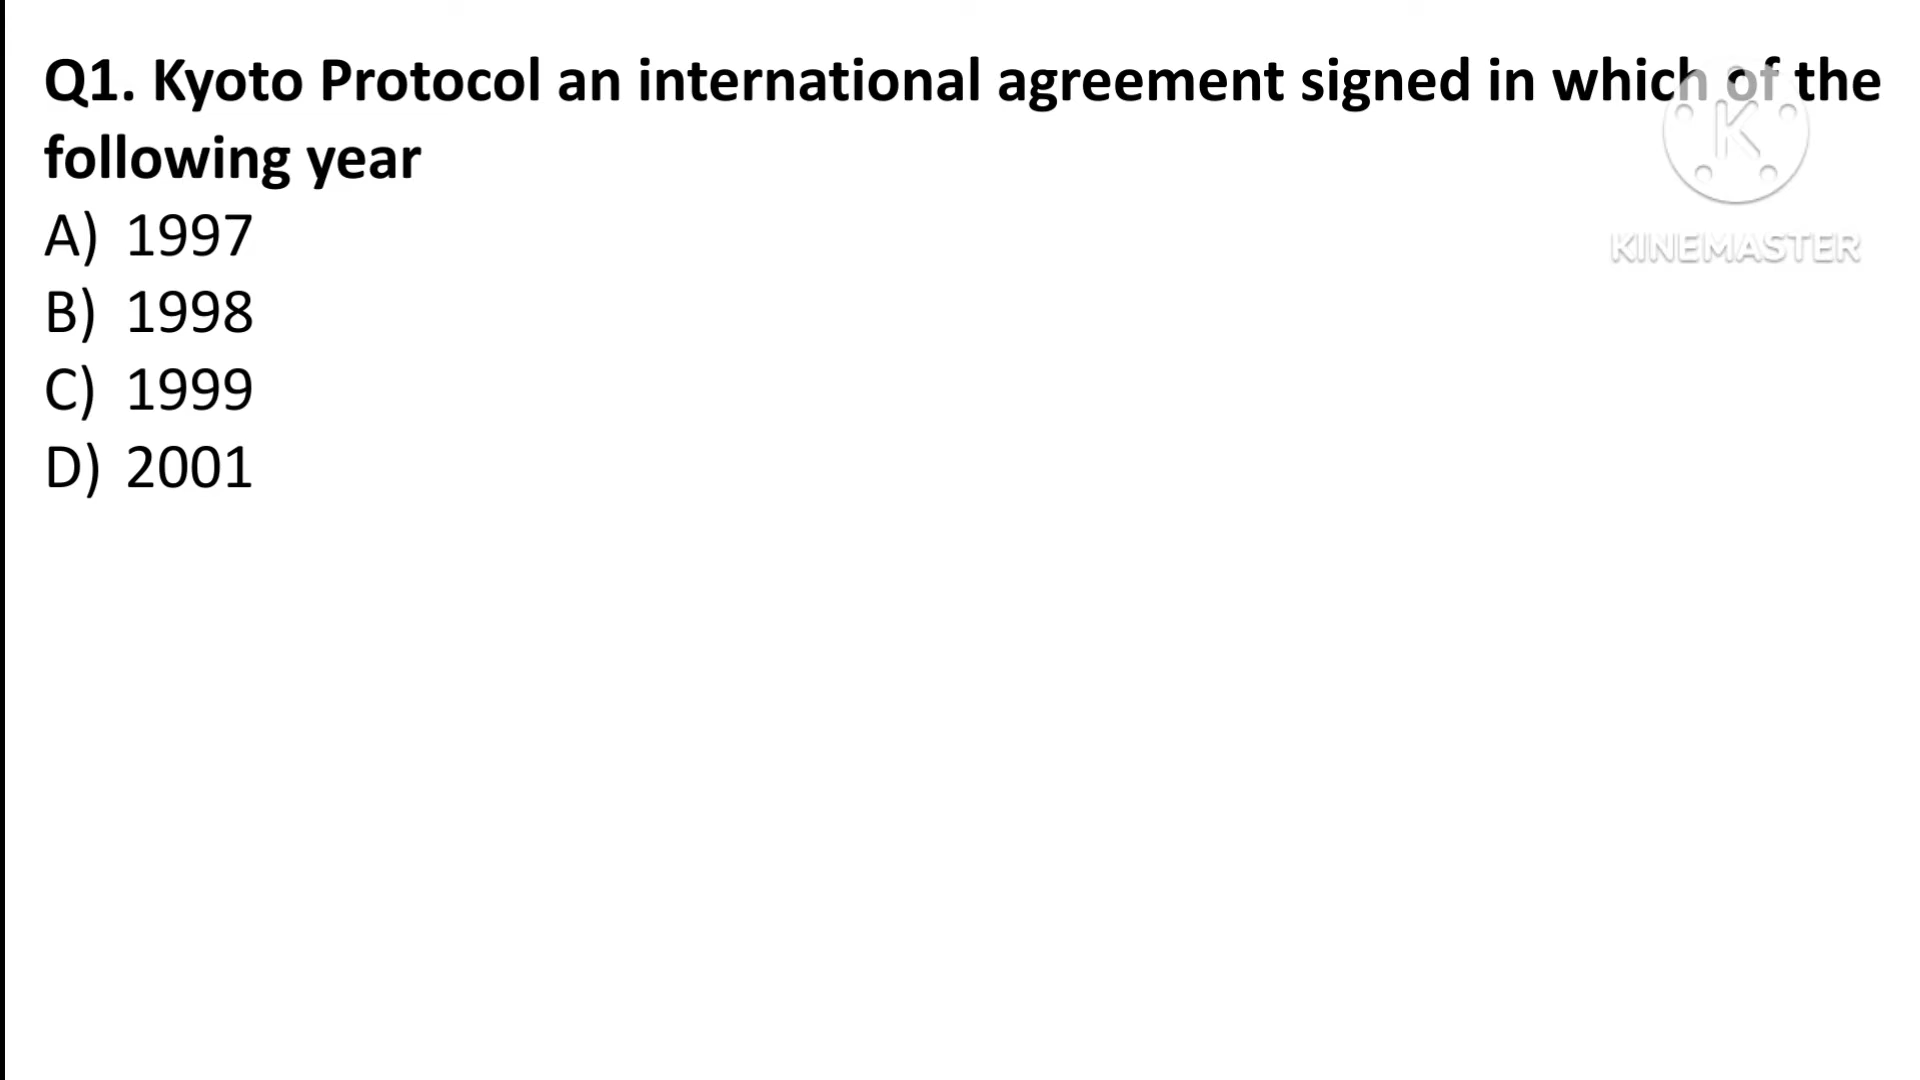 Q1. Kyoto Protocol an international agreement signed in which of the
following year
A) 1997
B) 1998
C) 1999
D) 2001
K
KINEMASTER